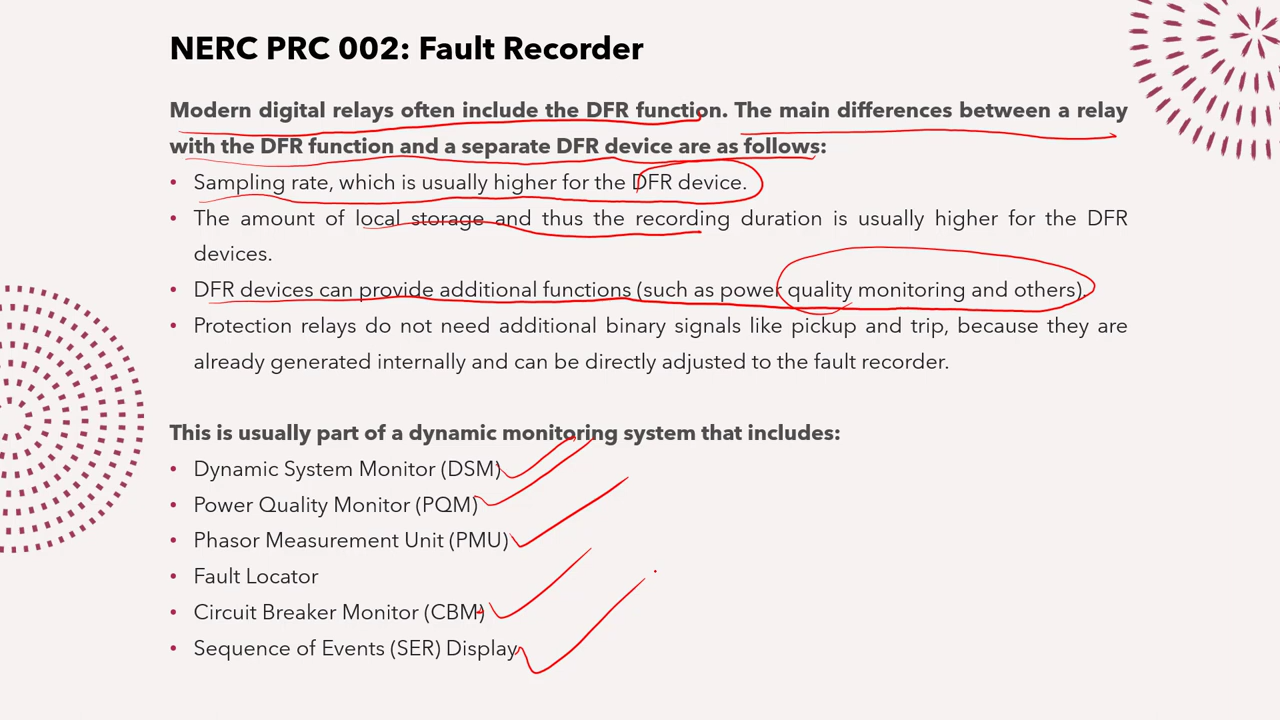 NERC PRC 002: Fault Recorder
Modern digital relays often include the DFR function. The main differences between a relay
with the DFR function and a separate DFR device are as follows:
• Sampling rate, which is usually higher for the DFR device.
• The amount of local storage and thus the recording duration is usually higher for the DFR
devices.
• DFR devices can provide additional functions (such as power quality monitoring and others).
• Protection relays do not need additional binary signals like pickup and trip, because they are
already generated internally and can be directly adjusted to the fault recorder.
This is usually part of a dynamic monitoring system that includes:
• Dynamic System Monitor (DSM)
• Power Quality Monitor (PQM)
• Phasor Measurement Unit (PMU)
• Fault Locator
• Circuit Breaker Monitor (CBM)
• Sequence of Events (SER) Display